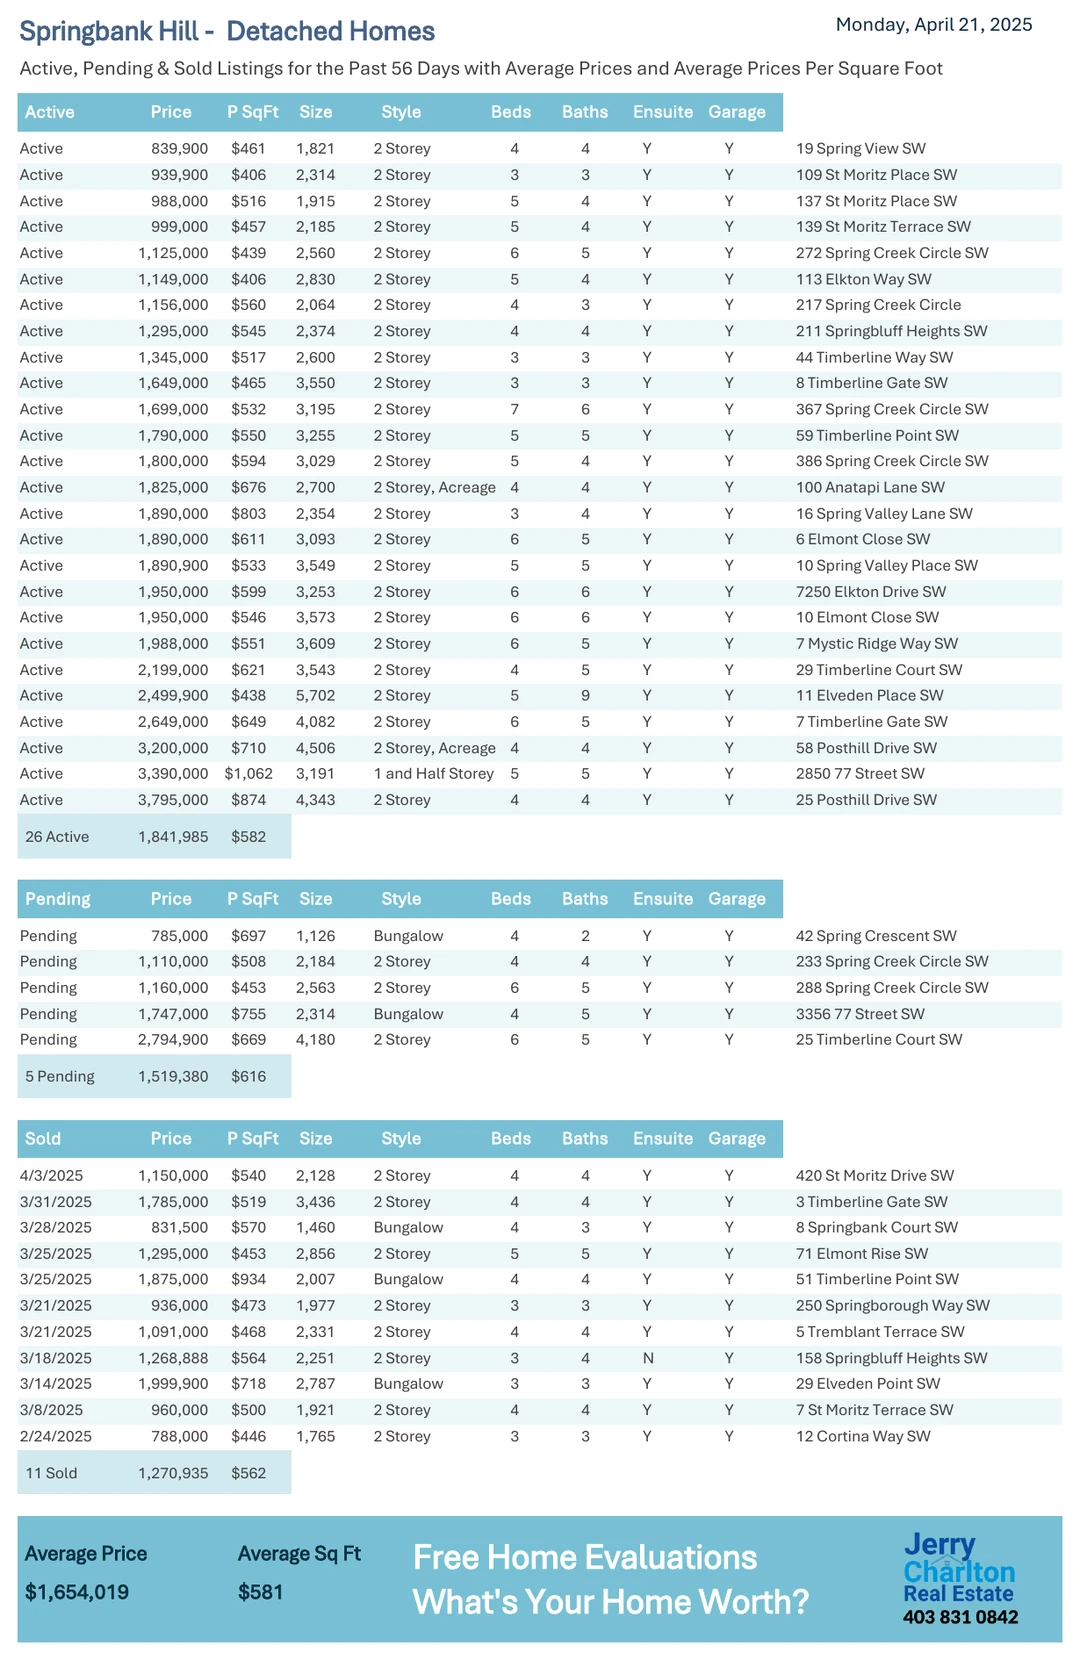 Springbank Hill - Detached Homes
Monday, April 21, 2025
Active, Pending & Sold Listings for the Past 56 Days with Average Prices and Average Prices Per Square Foot
Active Price P SqFt Size Style Beds Baths Ensuite Garage
Active 839,900 $461 1,821 2 Storey 4 4 Y Y 19 Spring View SW
Active 939,900 $406 2,314 2 Storey 3 3 Y Y 109 St Moritz Place SW
Active 988,000 $516 1,915 2 Storey 5 4 Y Y 137 St Moritz Place SW
Active 999,000 $457 2,185 2 Storey 5 4 Y Y 139 St Moritz Terrace SW
Active 1,125,000 $439 2,560 2 Storey 6 5 Y Y 272 Spring Creek Circle SW
Active 1,149,000 $406 2,830 2 Storey 5 4 Y Y 113 Elkton Way SW
Active 1,156,000 $560 2,064 2 Storey 4 3 Y Y 217 Spring Creek Circle
Active 1,295,000 $545 2,374 2 Storey 4 4 Y Y 211 Springbluff Heights SW
Active 1,345,000 $517 2,600 2 Storey 3 3 Y Y 44 Timberline Way SW
Active 1,649,000 $465 3,550 2 Storey 3 3 Y Y 8 Timberline Gate SW
Active 1,699,000 $532 3,195 2 Storey 7 6 Y Y 367 Spring Creek Circle SW
Active 1,790,000 $550 3,255 2 Storey 5 5 Y Y 59 Timberline Point SW
Active 1,800,000 $594 3,029 2 Storey 5 4 Y Y 386 Spring Creek Circle SW
Active 1,825,000 $676 2,700 2 Storey, Acreage 4 4 Y Y 100 Anatapi Lane SW
Active 1,890,000 $803 2,354 2 Storey 3 4 Y Y 16 Spring Valley Lane SW
Active 1,890,000 $611 3,093 2 Storey 6 5 Y Y 6 Elmont Close SW
Active 1,890,900 $533 3,549 2 Storey 5 5 Y Y 10 Spring Valley Place SW
Active 1,950,000 $599 3,253 2 Storey 6 6 Y Y 7250 Elkton Drive SW
Active 1,950,000 $546 3,573 2 Storey 6 6 Y Y 10 Elmont Close SW
Active 1,988,000 $551 3,609 2 Storey 6 5 Y Y 7 Mystic Ridge Way SW
Active 2,199,000 $621 3,543 2 Storey 4 5 Y Y 29 Timberline Court SW
Active 2,499,900 $438 5,702 2 Storey 5 9 Y Y 11 Elveden Place SW
Active 2,649,000 $649 4,082 2 Storey 6 5 Y Y 7 Timberline Gate SW
Active 3,200,000 $710 4,506 2 Storey, Acreage 4 4 Y Y 58 Posthill Drive SW
Active 3,390,000 $1,062 3,191 1 and Half Storey 5 5 Y Y 2850 77 Street SW
Active 3,795,000 $874 4,343 2 Storey 4 4 Y Y 25 Posthill Drive SW
26 Active 1,841,985 $582
Pending Price P SqFt Size Style Beds Baths Ensuite Garage
Pending 785,000 $697 1,126 Bungalow 4 2 Y Y 42 Spring Crescent SW
Pending 1,110,000 $508 2,184 2 Storey 4 4 Y Y 233 Spring Creek Circle SW
Pending 1,160,000 $453 2,563 2 Storey 6 5 Y Y 288 Spring Creek Circle SW
Pending 1,747,000 $755 2,314 Bungalow 4 5 Y Y 3356 77 Street SW
Pending 2,794,900 $669 4,180 2 Storey 6 5 Y Y 25 Timberline Court SW
5 Pending 1,519,380 $616
Sold Price P SqFt Size Style Beds Baths Ensuite Garage
4/3/2025 1,150,000 $540 2,128 2 Storey 4 4 Y Y 420 St Moritz Drive SW
3/31/2025 1,785,000 $519 3,436 2 Storey 4 4 Y Y 3 Timberline Gate SW
3/28/2025 831,500 $570 1,460 Bungalow 4 3 Y Y 8 Springbank Court SW
3/25/2025 1,295,000 $453 2,856 2 Storey 5 5 Y Y 71 Elmont Rise SW
3/25/2025 1,875,000 $934 2,007 Bungalow 4 4 Y Y 51 Timberline Point SW
3/21/2025 936,000 $473 1,977 2 Storey 3 3 Y Y 250 Springborough Way SW
3/21/2025 1,091,000 $468 2,331 2 Storey 4 4 Y Y 5 Tremblant Terrace SW
3/18/2025 1,268,888 $564 2,251 2 Storey 3 4 N Y 158 Springbluff Heights SW
3/14/2025 1,999,900 $718 2,787 Bungalow 3 3 Y Y 29 Elveden Point SW
3/8/2025 960,000 $500 1,921 2 Storey 4 4 Y Y 7 St Moritz Terrace SW
2/24/2025 788,000 $446 1,765 2 Storey 3 3 Y Y 12 Cortina Way SW
11 Sold 1,270,935 $562
Average Price Average Sq Ft
$1,654,019 $581
Free Home Evaluations
What's Your Home Worth?
Jerry
Charlton
Real Estate
403 831 0842